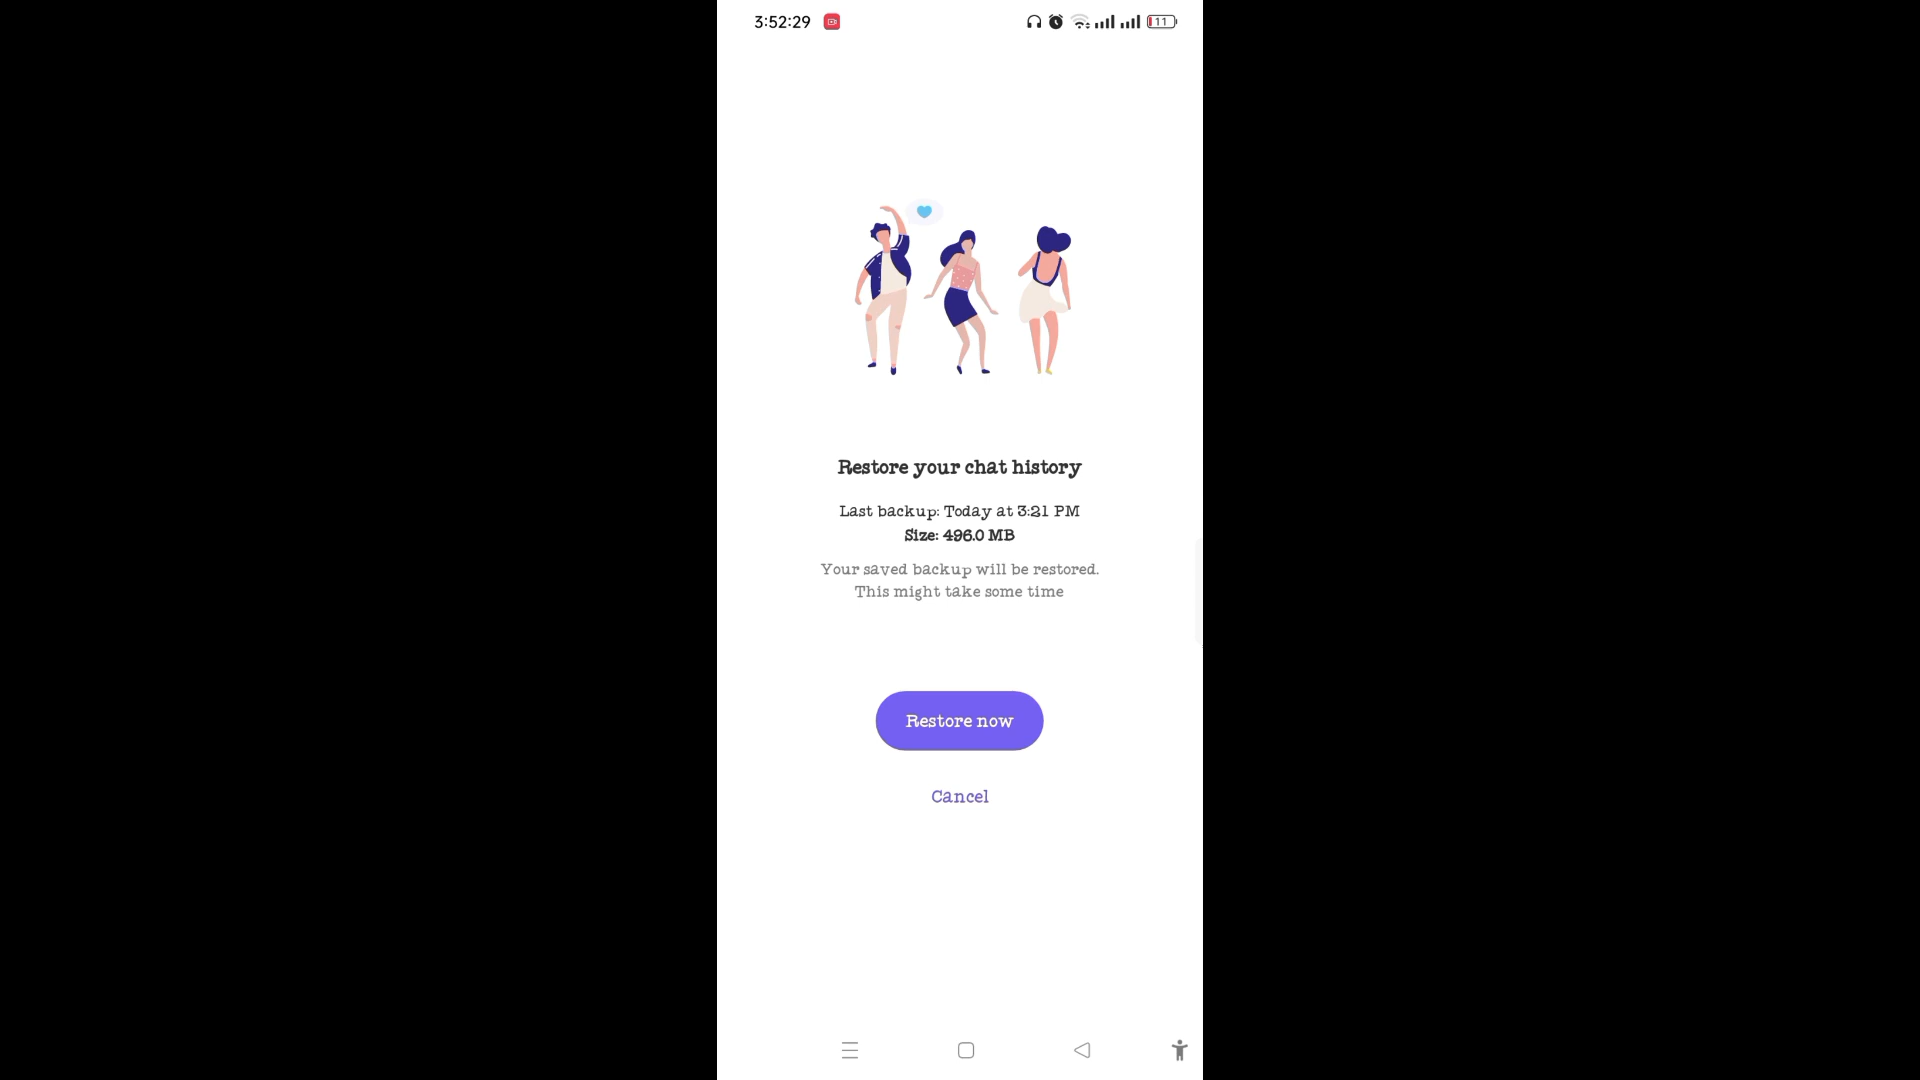 3:52:29
11
Restore your chat history
Last backup: Today at 3:21 PM
Size: 496.0 MB
Your saved backup will be restored.
This might take some time
Restore now
Cancel